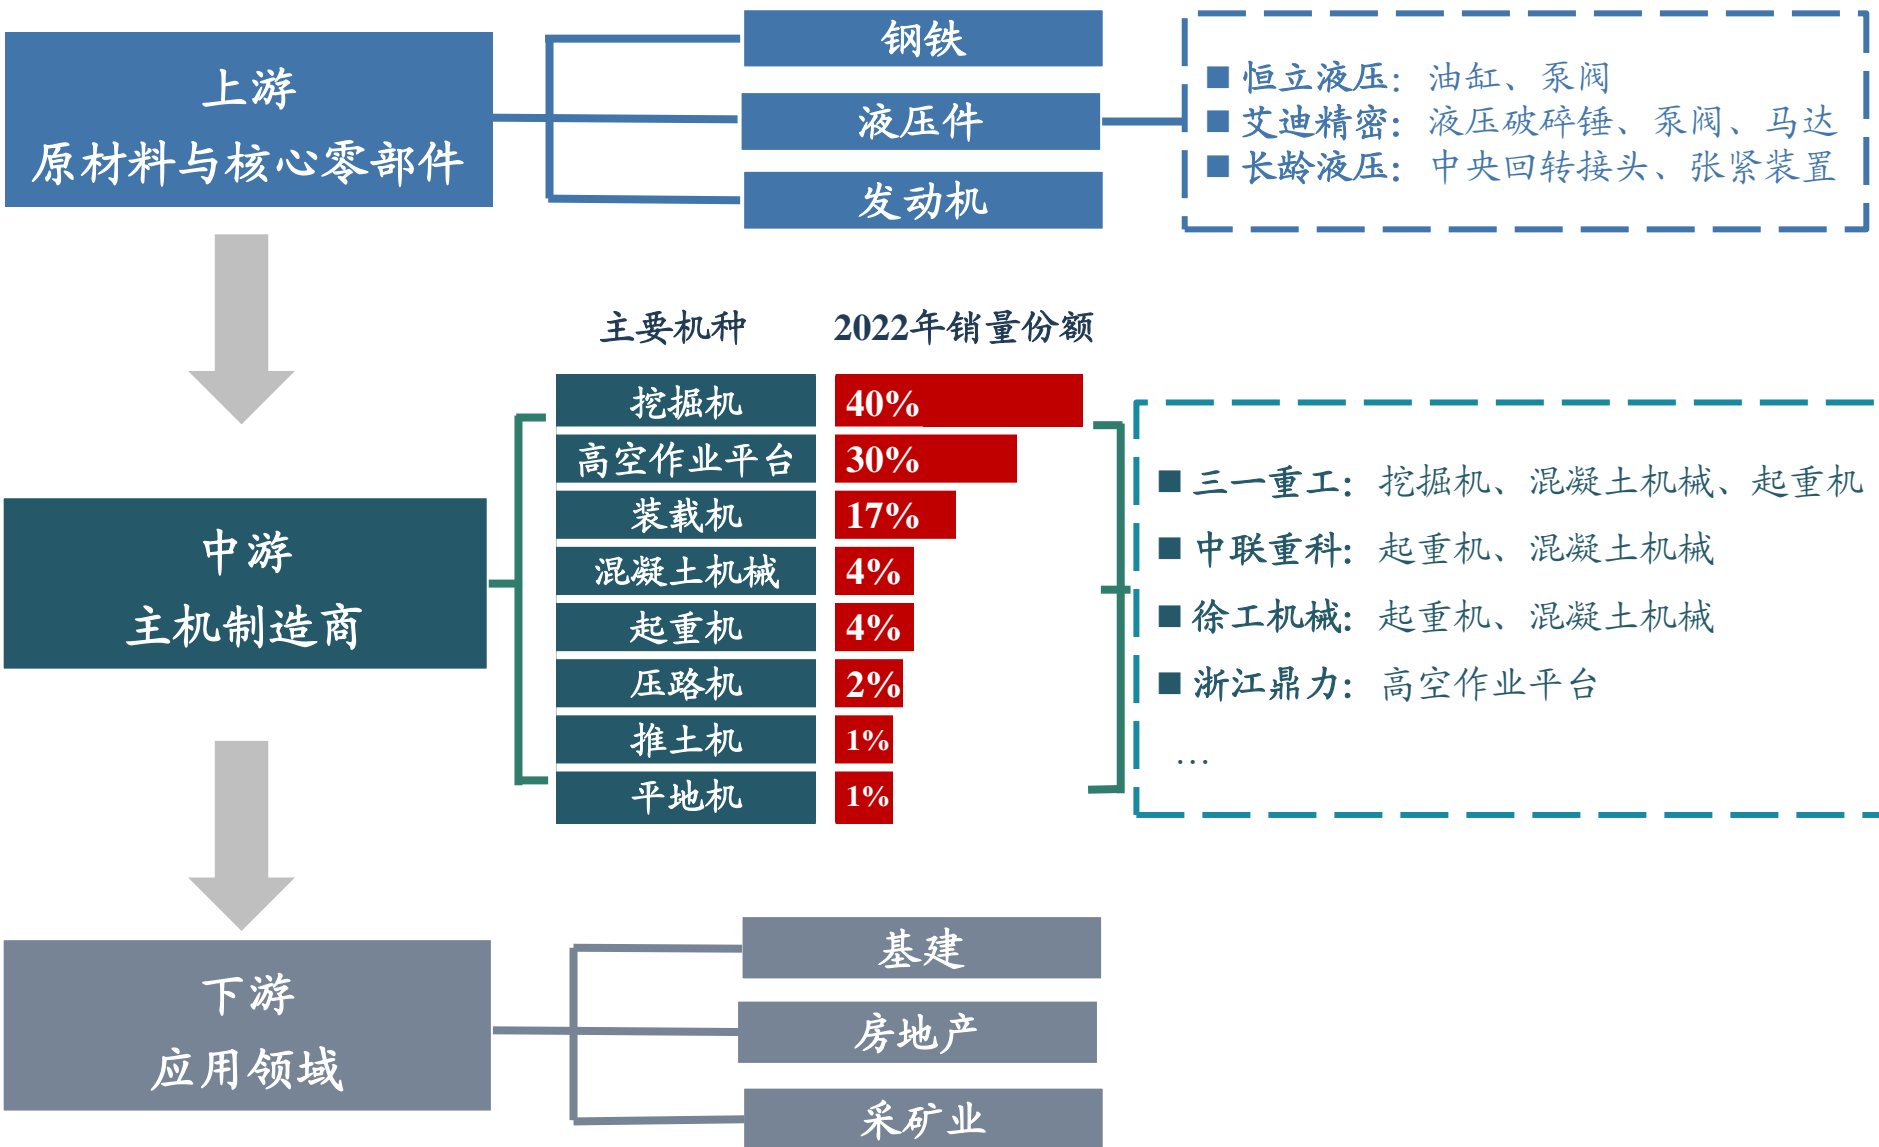 上游
原材料与核心零部件
钢铁
液压件
发动机
■ 恒立液压：油缸、泵阀
■ 艾迪精密：液压破碎锤、泵阀、马达
■ 长龄液压：中央回转接头、张紧装置
主要机种 2022年销量份额
中游
主机制造商
挖掘机 40%
高空作业平台 30%
装载机 17%
混凝土机械 4%
起重机 4%
压路机 2%
推土机 1%
平地机 1%
■ 三一重工：挖掘机、混凝土机械、起重机
■ 中联重科：起重机、混凝土机械
■ 徐工机械：起重机、混凝土机械
■ 浙江鼎力：高空作业平台
…
下游
应用领域
基建
房地产
采矿业